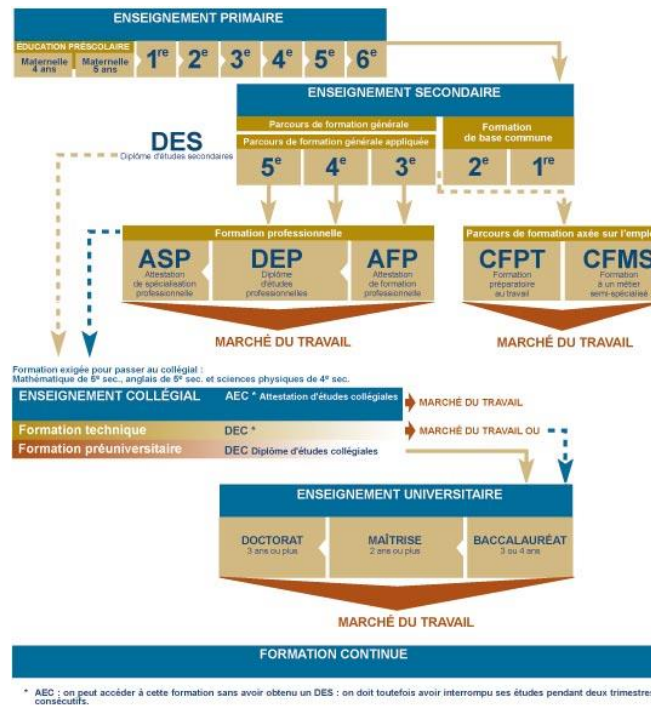 ENSEIGNEMENT PRIMAIRE
ÉDUCATION PRÉSCOLAIRE
Maternelle 4 ans
Maternelle 5 ans
1re 2e 3e 4e 5e 6e
ENSEIGNEMENT SECONDAIRE
Parcours de formation générale
Parcours de formation générale appliquée
Formation de base commune
5e 4e 3e 2e 1re
DES
Diplôme d'études secondaires
Formation professionnelle
ASP
Attestation
de spécialisation
professionnelle
DEP
Diplôme
d'études
professionnelles
AFP
Attestation
de formation
professionnelle
Parcours de formation axée sur l'emplo
CFPT
Formation
préparatoire
au travail
CFMS
Formation
à un métier
semi-spécialisé
MARCHÉ DU TRAVAIL
MARCHÉ DU TRAVAIL
Formation exigée pour passer au collégial :
Mathématique de 5e sec., anglais de 5e sec. et sciences physiques de 4e sec.
ENSEIGNEMENT COLLÉGIAL AEC * Attestation d'études collégiales MARCHÉ DU TRAVAIL
Formation technique DEC * MARCHÉ DU TRAVAIL OU
Formation préuniversitaire DEC Diplôme d'études collégiales
ENSEIGNEMENT UNIVERSITAIRE
DOCTORAT
3 ans ou plus
MAÎTRISE
2 ans ou plus
BACCALAURÉAT
3 ou 4 ans
MARCHÉ DU TRAVAIL
FORMATION CONTINUE
* AEC : on peut accéder à cette formation sans avoir obtenu un DES : on doit toutefois avoir interrompu ses études pendant deux trimestres
consécutifs.